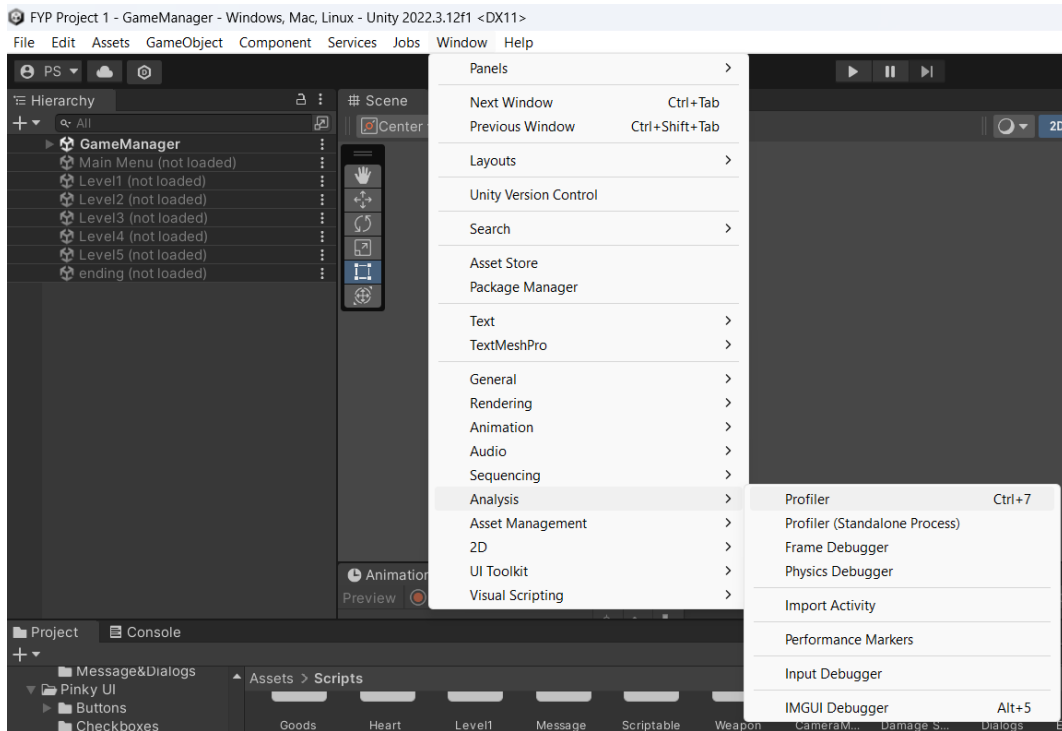 FYP Project 1 - GameManager - Windows, Mac, Linux - Unity 2022.3.12f1 <DX11>
File Edit Assets GameObject Component Services Jobs Window Help
PS
Hierarchy
All
GameManager
Main Menu (not loaded)
Level1 (not loaded)
Level2 (not loaded)
Level3 (not loaded)
Level4 (not loaded)
Level5 (not loaded)
ending (not loaded)
Scene
Center
2D
Panels
Next Window Ctrl+Tab
Previous Window Ctrl+Shift+Tab
Layouts
Unity Version Control
Search
Asset Store
Package Manager
Text
TextMeshPro
General
Rendering
Animation
Audio
Sequencing
Analysis
Asset Management
2D
UI Toolkit
Visual Scripting
Profiler Ctrl+7
Profiler (Standalone Process)
Frame Debugger
Physics Debugger
Import Activity
Performance Markers
Input Debugger
IMGUI Debugger Alt+5
Animation
Preview
Project Console
Message&Dialogs
Pinky UI
Buttons
Checkboxes
Assets > Scripts
Goods Heart Level1 Message Scriptable Weapon CameraM... Damage S... Dialogs